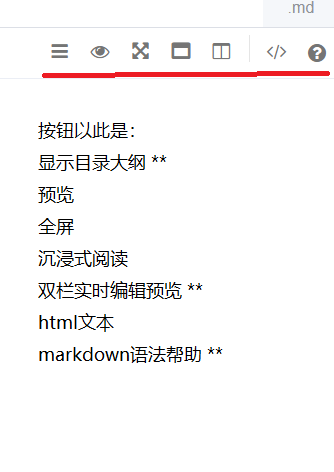 .md
按钮以此是：
显示目录大纲 **
预览
全屏
沉浸式阅读
双栏实时编辑预览 **
html文本
markdown语法帮助 **